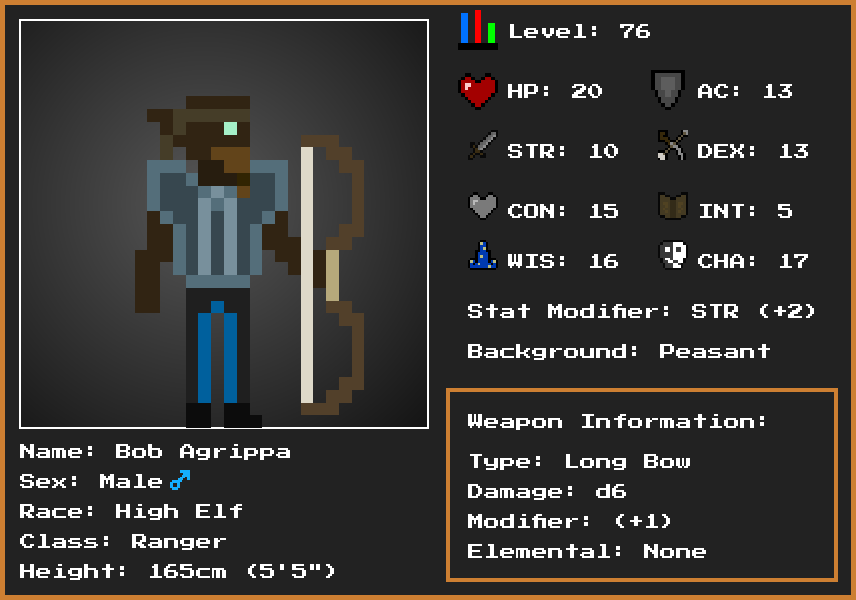 Level: 76
HP: 20 AC: 13
STR: 10 DEX: 13
CON: 15 INT: 5
WIS: 16 CHA: 17
Stat Modifier: STR (+2)
Background: Peasant
Weapon Information:
Type: Long Bow
Damage: d6
Modifier: (+1)
Elemental: None
Name: Bob Agrippa
Sex: Male ♂
Race: High Elf
Class: Ranger
Height: 165cm (5'5")